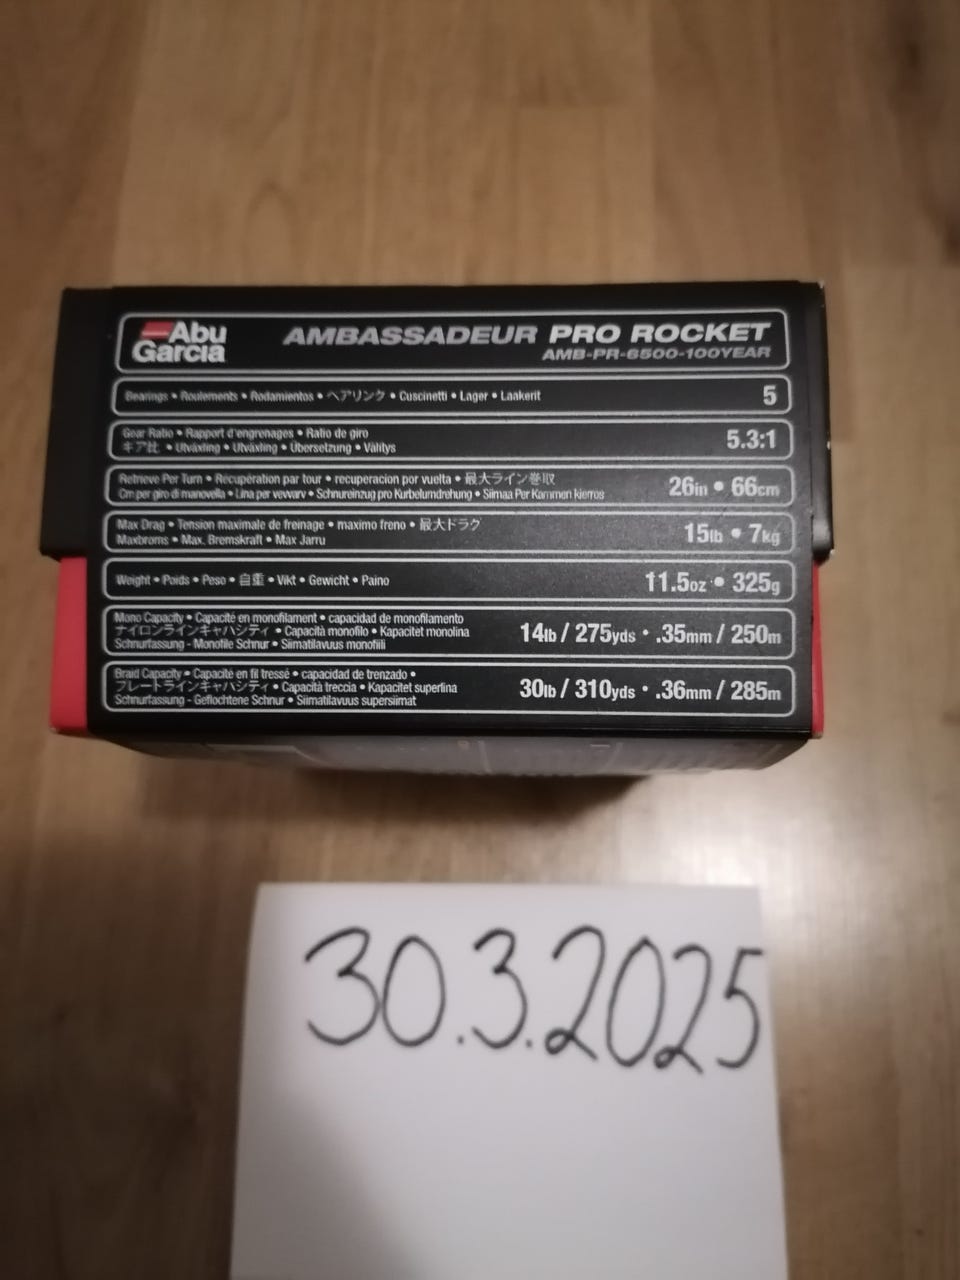 Abu
Garcia
AMBASSADEUR PRO ROCKET
AMB-PR-6500-100YEAR
Bearings • Roulements • Rodamientos • ベアリング • Cuscinetti • Lager • Laakerit
5
Gear Ratio • Rapport d'engrenages • Ratio de giro
ギア比 • Utväxling • Utväxling • Übersetzung • Välitys
5.3:1
Retrieve Per Turn • Récupération par tour • recuperacion por vuelta • 最大ライン巻取
Cm per giro di manovella • Lina per vevvarv • Schnureinzug pro Kurbelumdrehung • Siimaa Per Kammen kierros
26in • 66cm
Max Drag • Tension maximale de freinage • maximo freno • 最大ドラグ
Maxbroms • Max. Bremskraft • Max Jarru
15lb • 7kg
Weight • Poids • Peso • 自重 • Vikt • Gewicht • Paino
11.5oz • 325g
Mono Capacity • Capacité en monofilament • capacidad de monofilamento
ナイロンラインキャパシティ • Capacità monofilo • Kapacitet monolina
Schnurfassung - Monofile Schnur • Siimatilavuus monofiili
14lb / 275yds • .35mm / 250m
Braid Capacity • Capacité en fil tressé • capacidad de trenzado •
ブレードラインキャパシティ • Capacità treccia • Kapacitet superlina
Schnurfassung - Geflochtene Schnur • Siimatilavuus supersiimat
30lb / 310yds • .36mm / 285m
30.3.2025